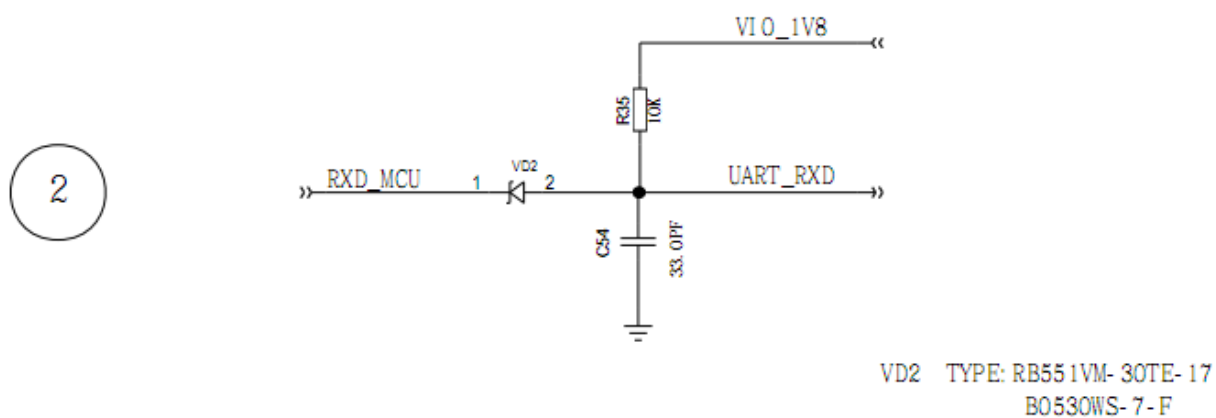 VIO_1V8
R35
10K
2
RXD_MCU
1
VD2
2
UART_RXD
C54
33.0PF
VD2 TYPE: RB551VM-30TE-17
B0530WS-7-F